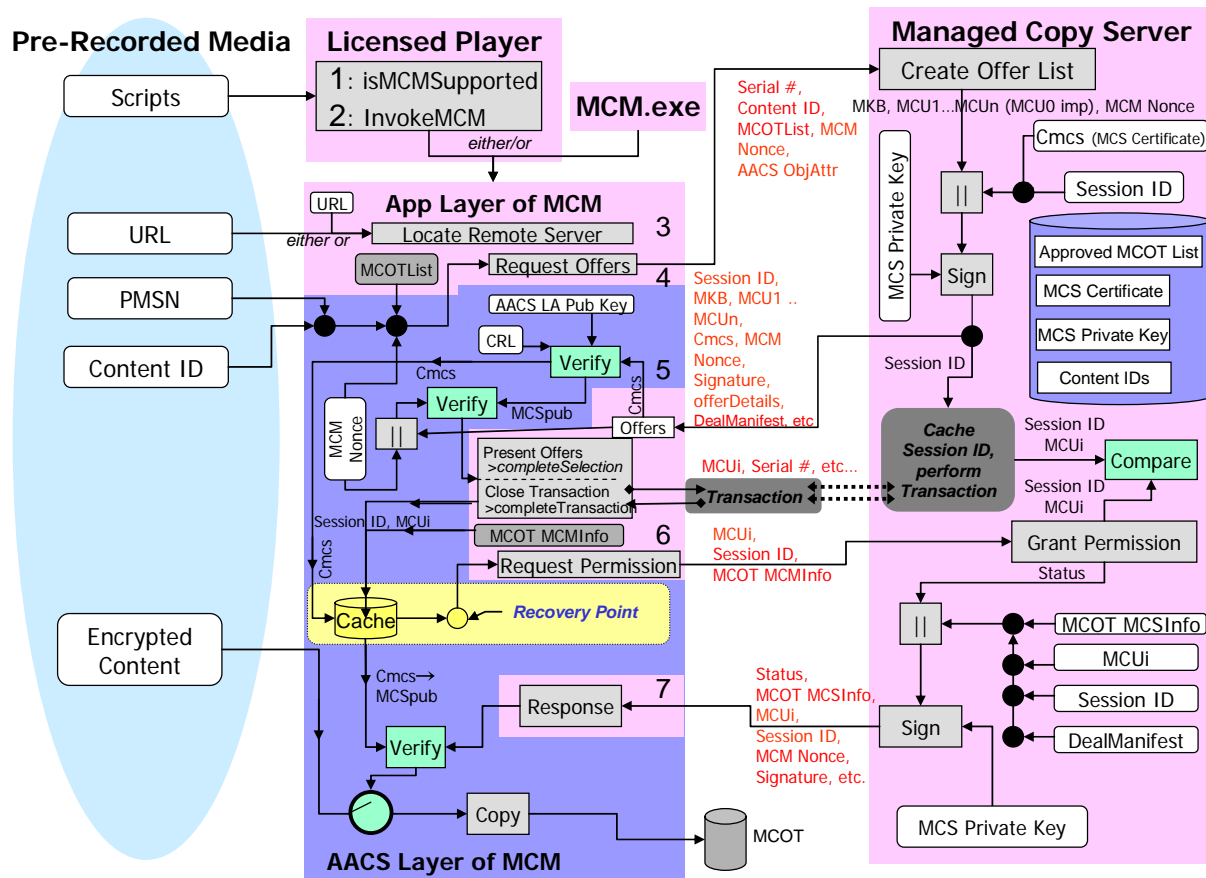 Pre-Recorded Media
Scripts
URL
PMSN
Content ID
Encrypted
Content
Licensed Player
1: isMCMSupported
2: InvokeMCM
MCM.exe
either/or
URL
App Layer of MCM
either or
Locate Remote Server
3
MCOTList
Request Offers
4
AACS LA Pub Key
CRL
Verify
5
Cmcs
Cmcs
Verify
MCSpub
MCM
Nonce
||
Offers
Present Offers
>completeSelection
Close Transaction
>completeTransaction
Session ID, MCUi
MCOT MCMInfo
6
Request Permission
Cmcs
Cache
Recovery Point
Cmcs→
MCSpub
7
Response
Verify
Copy
MCOT
AACS Layer of MCM
Serial #,
Content ID,
MCOTList, MCM
Nonce,
AACS ObjAttr
Session ID,
MKB, MCU1 ..
MCUn,
Cmcs, MCM
Nonce,
Signature,
offerDetails,
DealManifest, etc
MCUi, Serial #, etc...
Transaction
MCUi,
Session ID,
MCOT MCMInfo
Status,
MCOT MCSInfo,
MCUi,
Session ID,
MCM Nonce,
Signature, etc.
Managed Copy Server
Create Offer List
MKB, MCU1...MCUn (MCU0 imp), MCM Nonce
Cmcs (MCS Certificate)
MCS Private Key
||
Session ID
Sign
Approved MCOT List
MCS Certificate
MCS Private Key
Content IDs
Session ID
Cache
Session ID,
perform
Transaction
Session ID
MCUi
Compare
Session ID
MCUi
Grant Permission
Status
||
MCOT MCSInfo
MCUi
Session ID
DealManifest
Sign
MCS Private Key